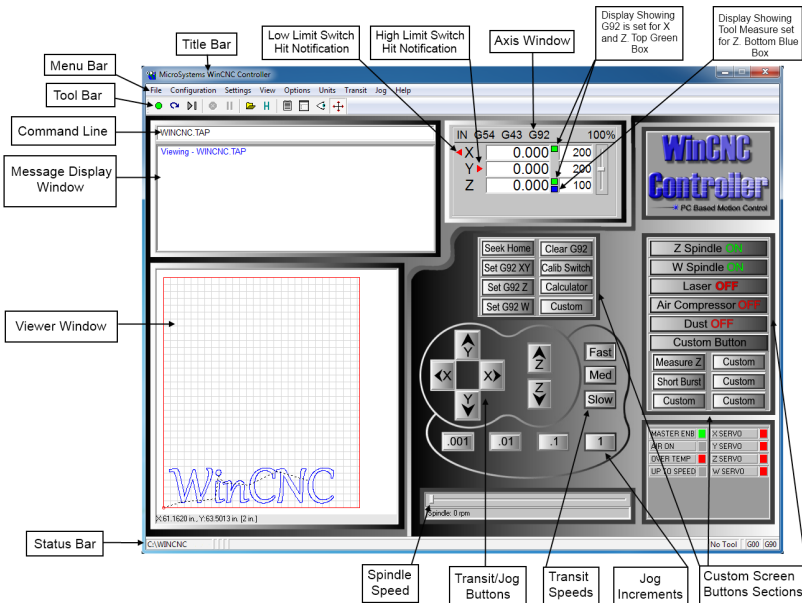 Title Bar
Low Limit Switch
Hit Notification
High Limit Switch
Hit Notification
Axis Window
Display Showing
G92 is set for X
and Z. Top Green
Box
Display Showing
Tool Measure set
for Z. Bottom Blue
Box
Menu Bar
Tool Bar
Command Line
Message Display
Window
Viewer Window
Status Bar
MicroSystems WinCNC Controller
File Configuration Settings View Options Units Transit Jog Help
H
WINCNC.TAP
Viewing - WINCNC.TAP
IN G54 G43 G92 100%
X 0.000 200
Y 0.000 200
Z 0.000 100
WinCNC
Controller
PC Based Motion Control
Seek Home Clear G92
Set G92 XY Calib Switch
Set G92 Z Calculator
Set G92 W Custom
Z Spindle ON
W Spindle ON
Laser OFF
Air Compressor OFF
Dust OFF
Custom Button
Measure Z Custom
Short Burst Custom
Custom Custom
Y
X X
Y
Z
Z
Fast
Med
Slow
.001 .01 .1 1
MASTER ENB X SERVO
AIR ON Y SERVO
OVER TEMP Z SERVO
UP TO SPEED W SERVO
WinCNC
X:61.1620 in., Y:63.5013 in. [2 in.]
Spindle: 0 rpm
C:\WINCNC
No Tool G00 G90
Spindle
Speed
Transit/Jog
Buttons
Transit
Speeds
Jog
Increments
Custom Screen
Buttons Sections